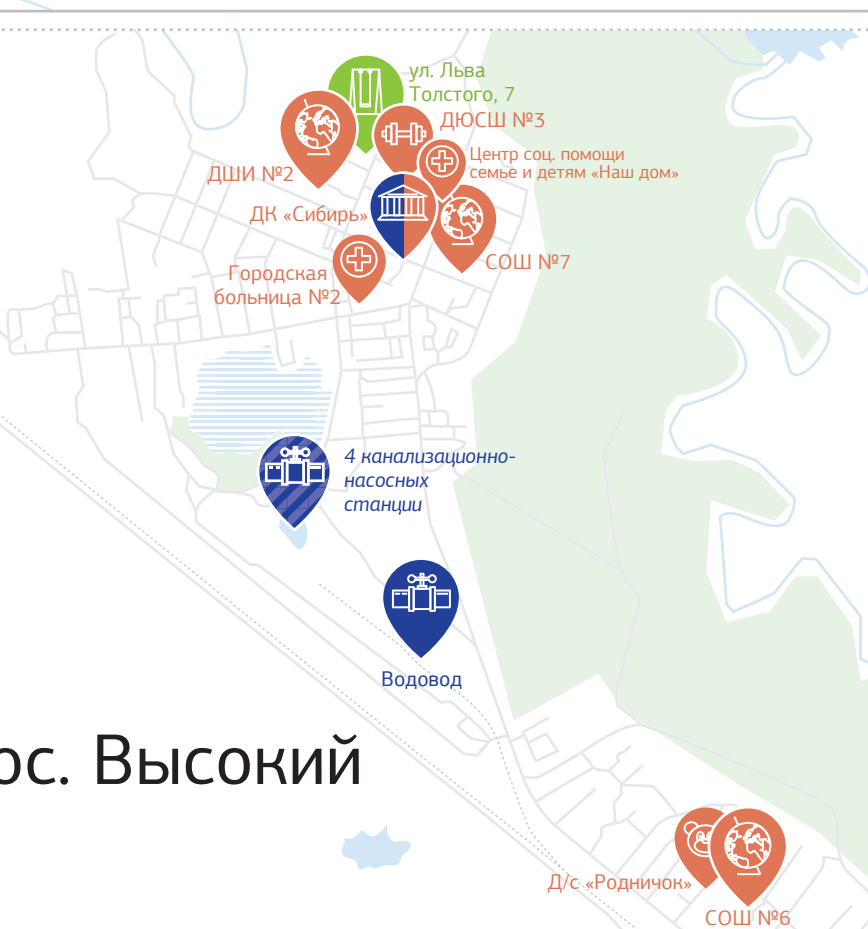 ул. Льва
Толстого, 7
ДЮСШ №3
Центр соц. помощи
семье и детям «Наш дом»
ДШИ №2
ДК «Сибирь»
СОШ №7
Городская
больница №2
4 канализационно-
насосных
станции
Водовод
ос. Высокий
Д/с «Родничок»
СОШ №6